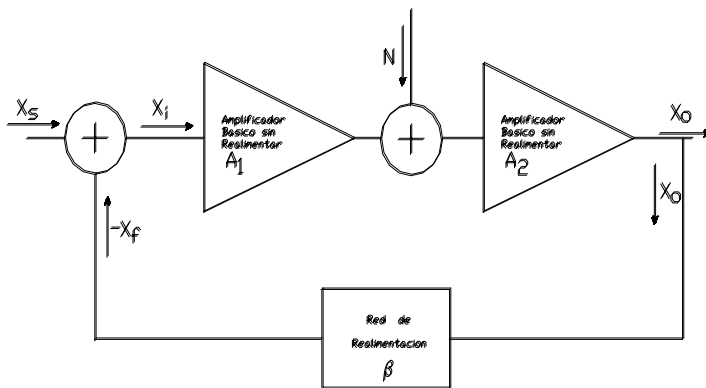 Xs
Xi
Amplificador
Basico sin
Realimentar
A1
N
Amplificador
Basico sin
Realimentar
A2
Xo
Xo
-Xf
Red de
Realimentacion
β